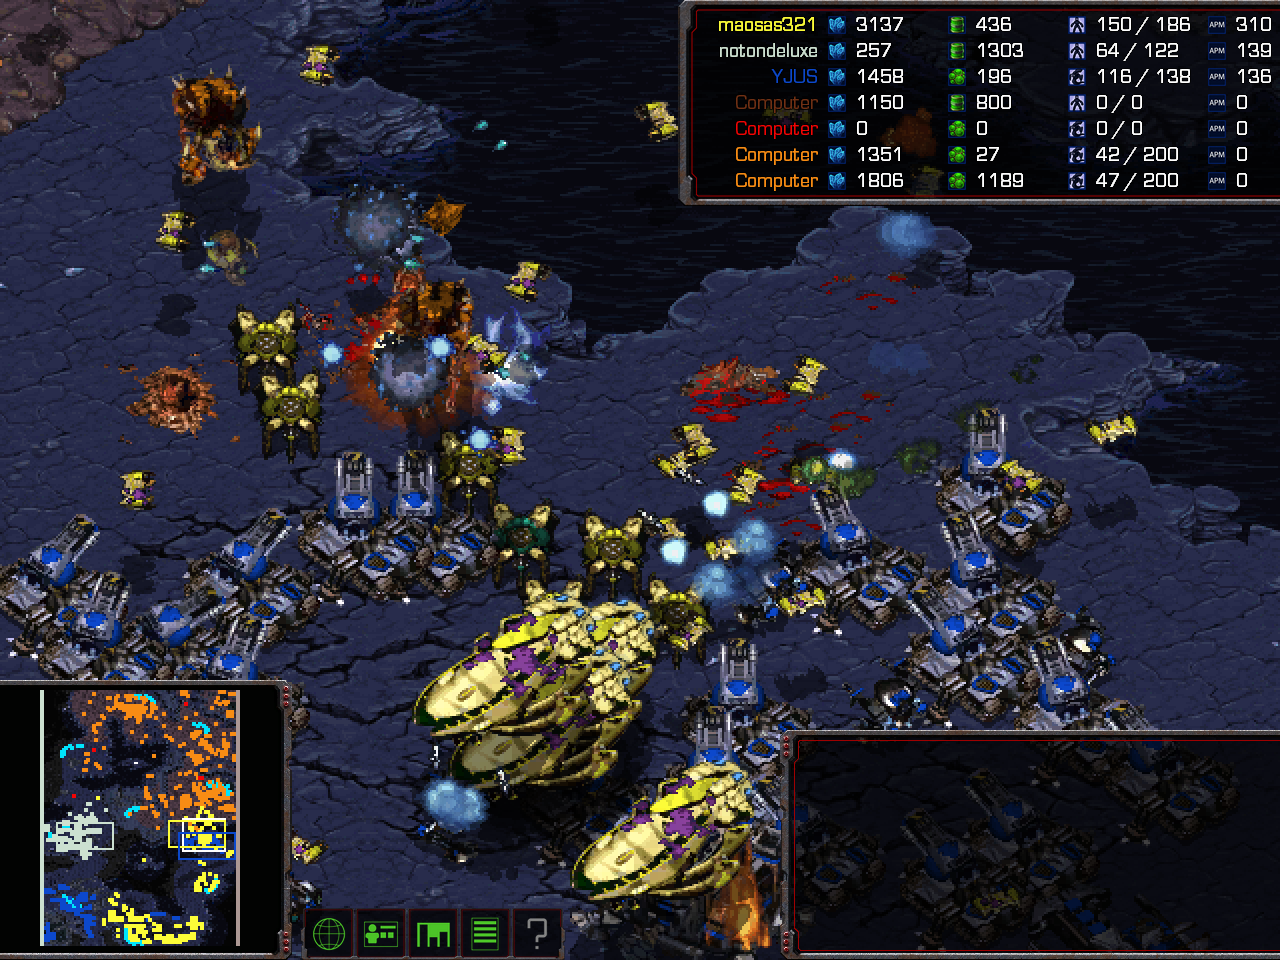 maosas321 3137 436 150 / 186 APM 310
notondeluxe 257 1303 64 / 122 APM 139
YJUS 1458 196 116 / 138 APM 136
Computer 1150 800 0 / 0 APM 0
Computer 0 0 0 / 0 APM 0
Computer 1351 27 42 / 200 APM 0
Computer 1806 1189 47 / 200 APM 0
?